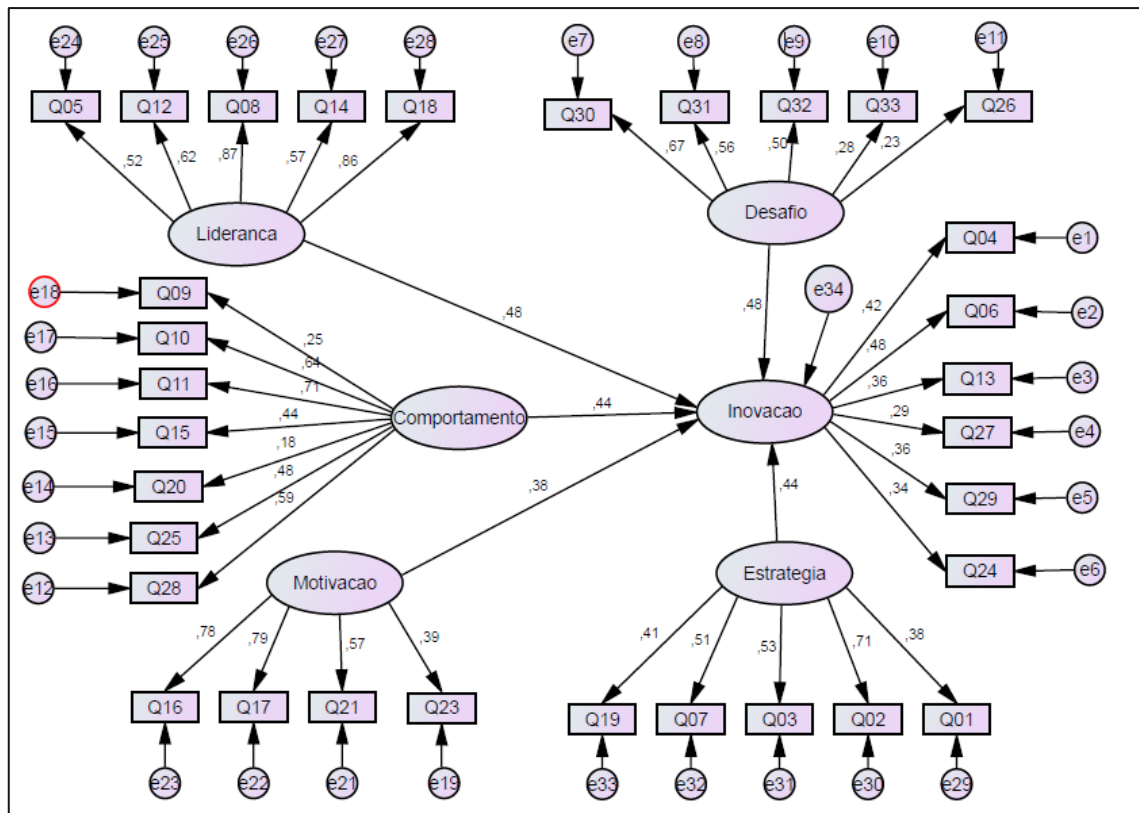 e24 e25 e26 e27 e28
Q05 Q12 Q08 Q14 Q18
,52 ,62 ,87 ,57 ,86
Lideranca
e7 e8 e9 e10 e11
Q30 Q31 Q32 Q33 Q26
,67 ,56 ,50 ,28 ,23
Desafio
,48
,48
e34
e18 Q09 ,25
e17 Q10 ,64
e16 Q11 ,71
e15 Q15 ,44
e14 Q20 ,18
e13 Q25 ,48
e12 Q28 ,59
Comportamento
,44
Inovacao
,42 Q04 e1
,48 Q06 e2
,36 Q13 e3
,29 Q27 e4
,36 Q29 e5
,34 Q24 e6
,38
,44
Motivacao
,78 ,79 ,57 ,39
Q16 Q17 Q21 Q23
e23 e22 e21 e19
Estrategia
,41 ,51 ,53 ,71 ,38
Q19 Q07 Q03 Q02 Q01
e33 e32 e31 e30 e29